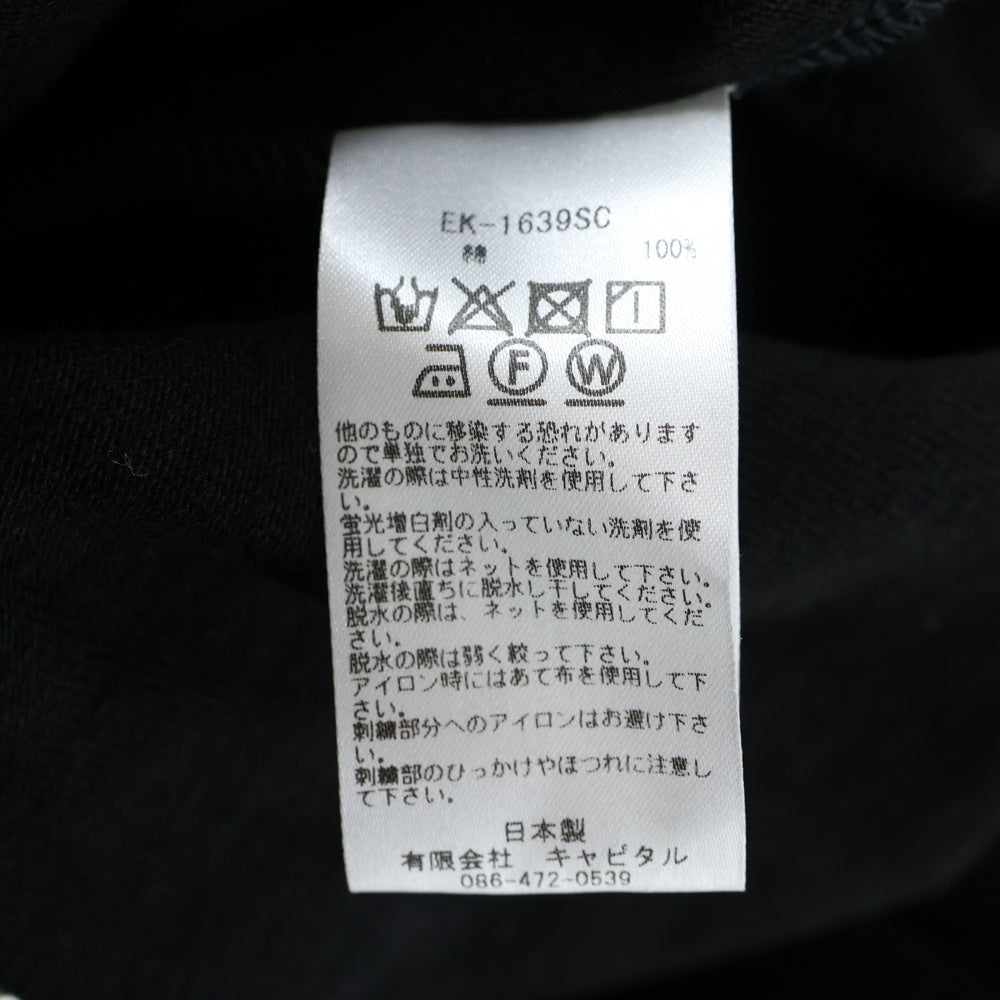 EK-1639SC
綿 100%
F W
他のものに移染する恐れがあります
ので単独でお洗いください。
洗濯の際は中性洗剤を使用して下さ
い。
蛍光増白剤の入っていない洗剤を使
用してください。
洗濯の際はネットを使用して下さい。
洗濯後直ちに脱水し干してください。
脱水の際は、ネットを使用してくだ
さい。
脱水の際は弱く絞って下さい。
アイロン時にはあて布を使用して下
さい。
刺繍部分へのアイロンはお避け下さ
い。
刺繍部のひっかけやほつれに注意し
て下さい。
日本製
有限会社 キャピタル
086-472-0539